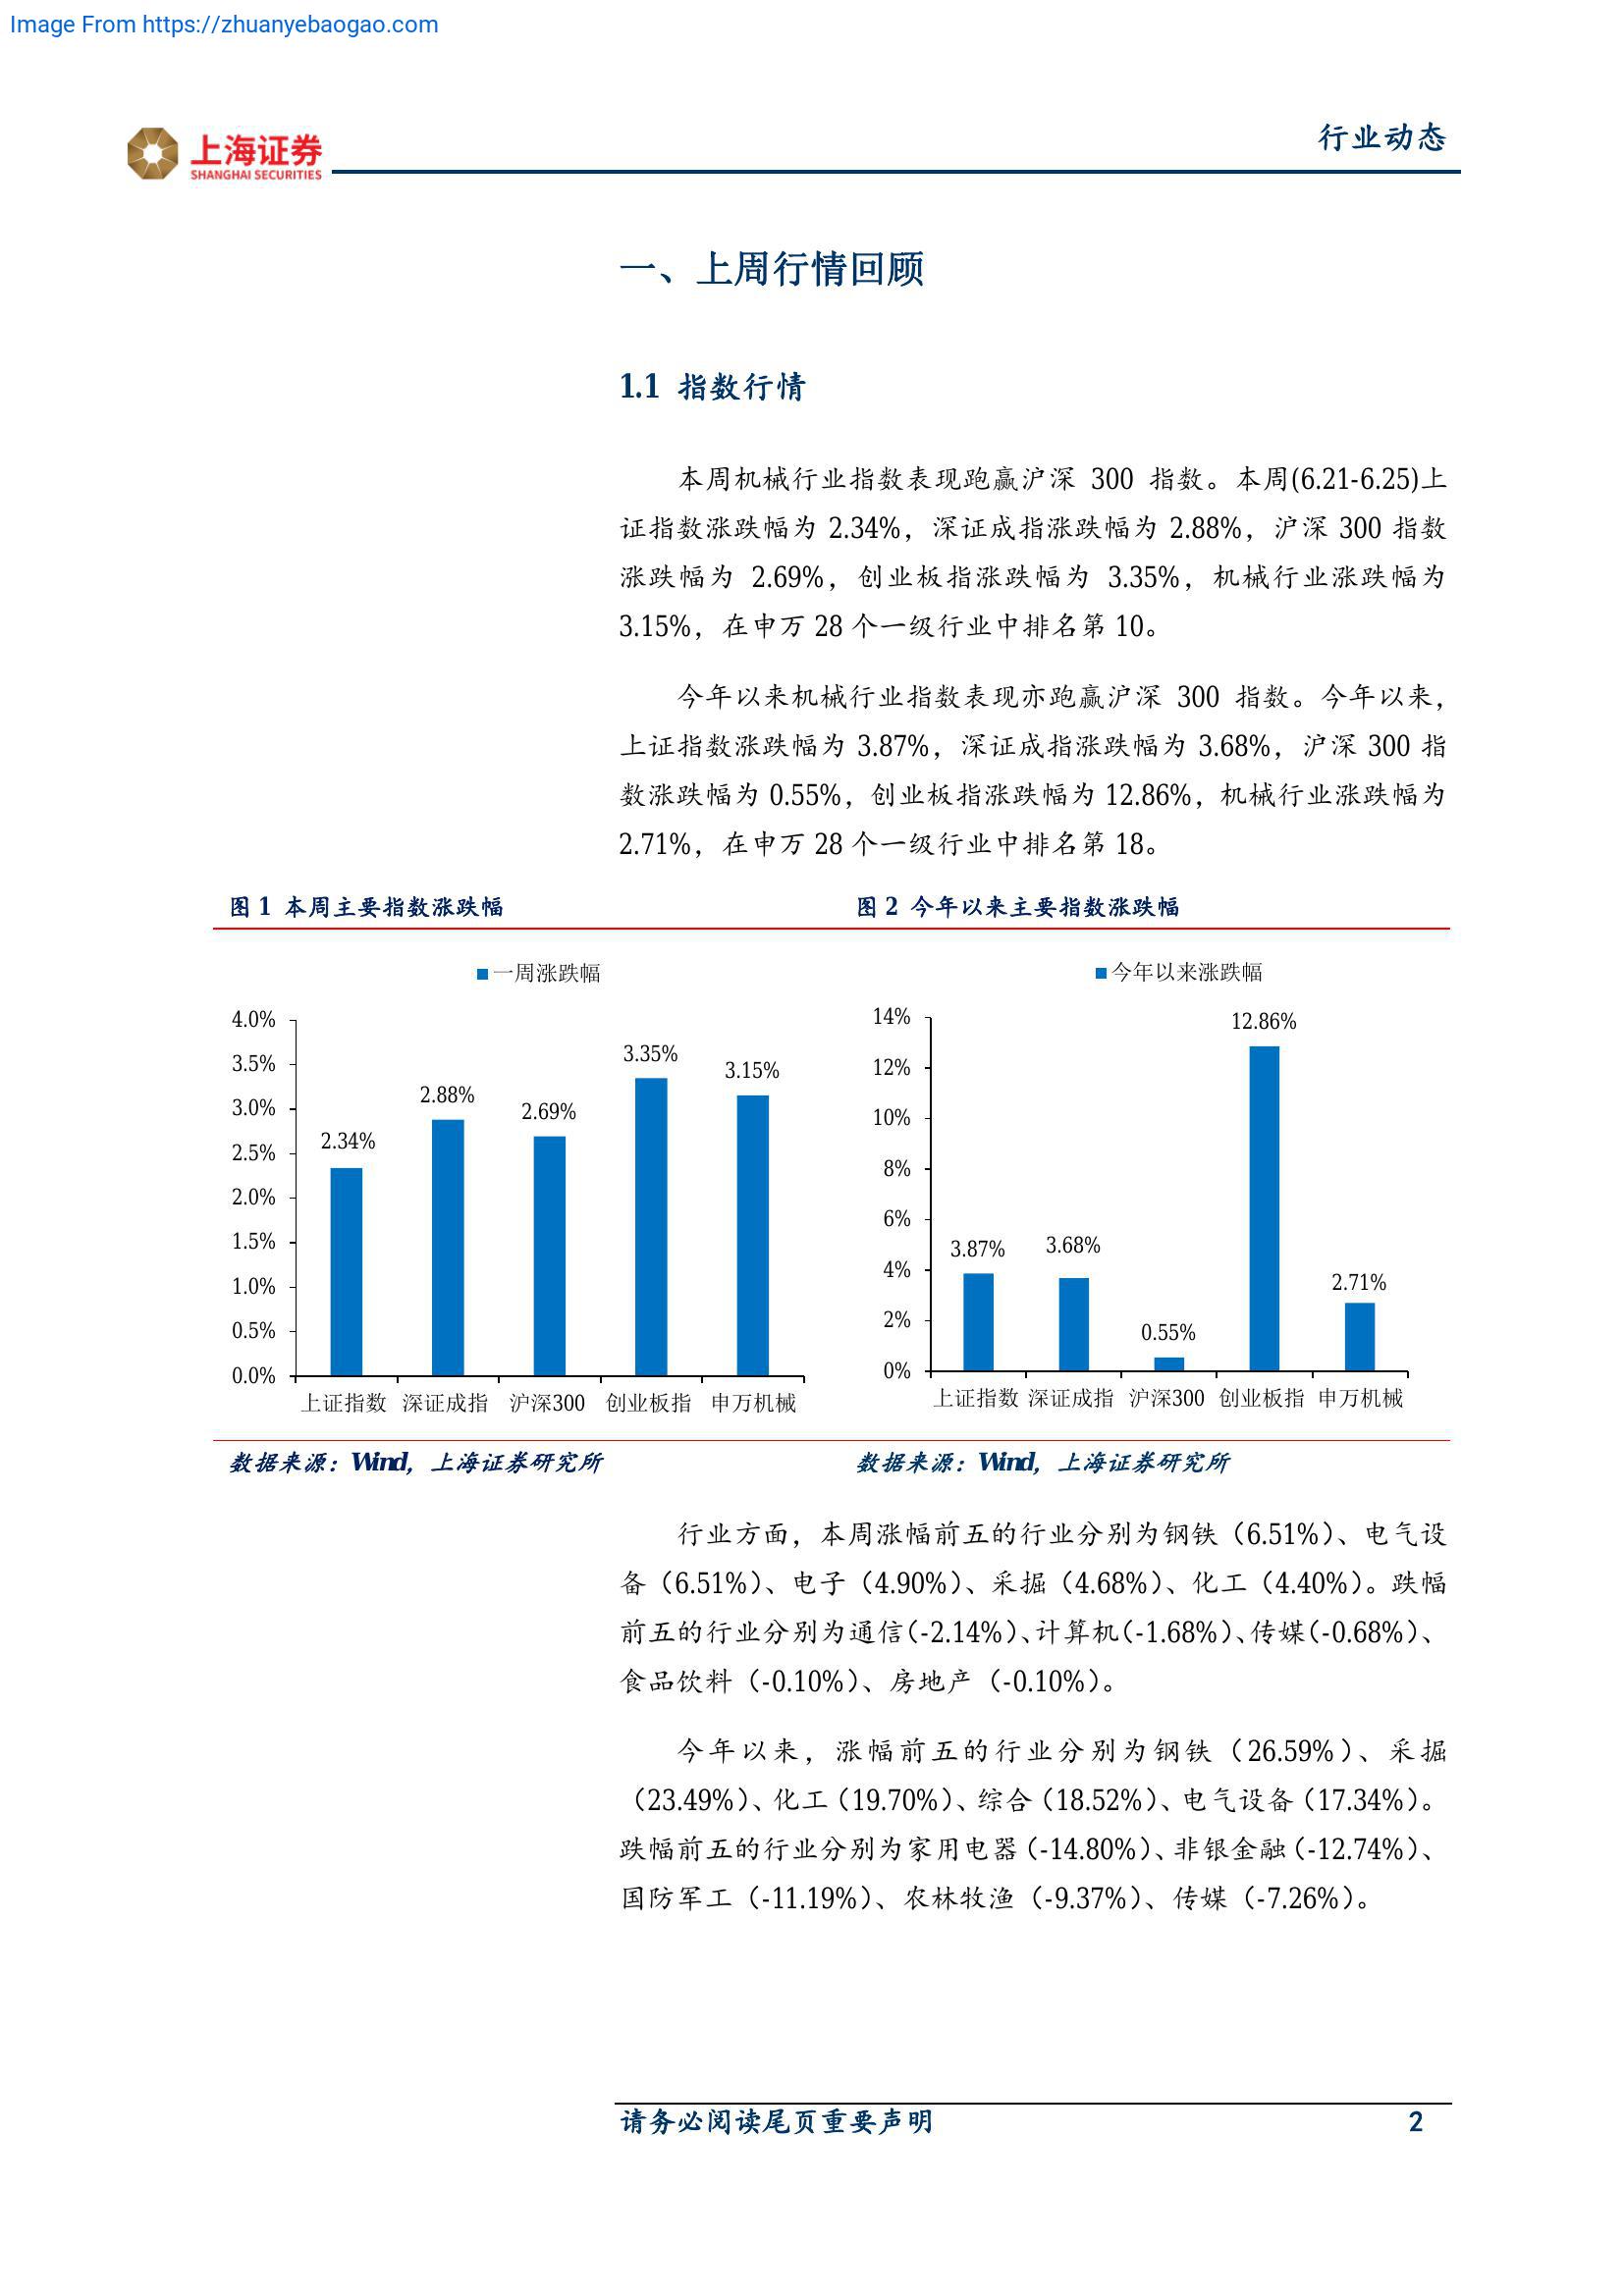 Image From https://zhuanyebaogao.com
上海证券
SHANGHAI SECURITIES
行业动态
一、上周行情回顾
1.1 指数行情
本周机械行业指数表现跑赢沪深 300 指数。本周(6.21-6.25)上
证指数涨跌幅为 2.34%，深证成指涨跌幅为 2.88%，沪深 300 指数
涨跌幅为 2.69%，创业板指涨跌幅为 3.35%，机械行业涨跌幅为
3.15%，在申万 28 个一级行业中排名第 10。
今年以来机械行业指数表现亦跑赢沪深 300 指数。今年以来，
上证指数涨跌幅为 3.87%，深证成指涨跌幅为 3.68%，沪深 300 指
数涨跌幅为 0.55%，创业板指涨跌幅为 12.86%，机械行业涨跌幅为
2.71%，在申万 28 个一级行业中排名第 18。
图 1 本周主要指数涨跌幅
一周涨跌幅
4.0%
3.5%
3.0%
2.5%
2.0%
1.5%
1.0%
0.5%
0.0%
2.34%
2.88%
2.69%
3.35%
3.15%
上证指数 深证成指 沪深300 创业板指 申万机械
数据来源：Wind，上海证券研究所
图 2 今年以来主要指数涨跌幅
今年以来涨跌幅
14%
12%
10%
8%
6%
4%
2%
0%
3.87%
3.68%
0.55%
12.86%
2.71%
上证指数 深证成指 沪深300 创业板指 申万机械
数据来源：Wind，上海证券研究所
行业方面，本周涨幅前五的行业分别为钢铁（6.51%）、电气设
备（6.51%）、电子（4.90%）、采掘（4.68%）、化工（4.40%）。跌幅
前五的行业分别为通信（-2.14%）、计算机（-1.68%）、传媒（-0.68%）、
食品饮料（-0.10%）、房地产（-0.10%）。
今年以来，涨幅前五的行业分别为钢铁（26.59%）、采掘
（23.49%）、化工（19.70%）、综合（18.52%）、电气设备（17.34%）。
跌幅前五的行业分别为家用电器（-14.80%）、非银金融（-12.74%）、
国防军工（-11.19%）、农林牧渔（-9.37%）、传媒（-7.26%）。
请务必阅读尾页重要声明
2